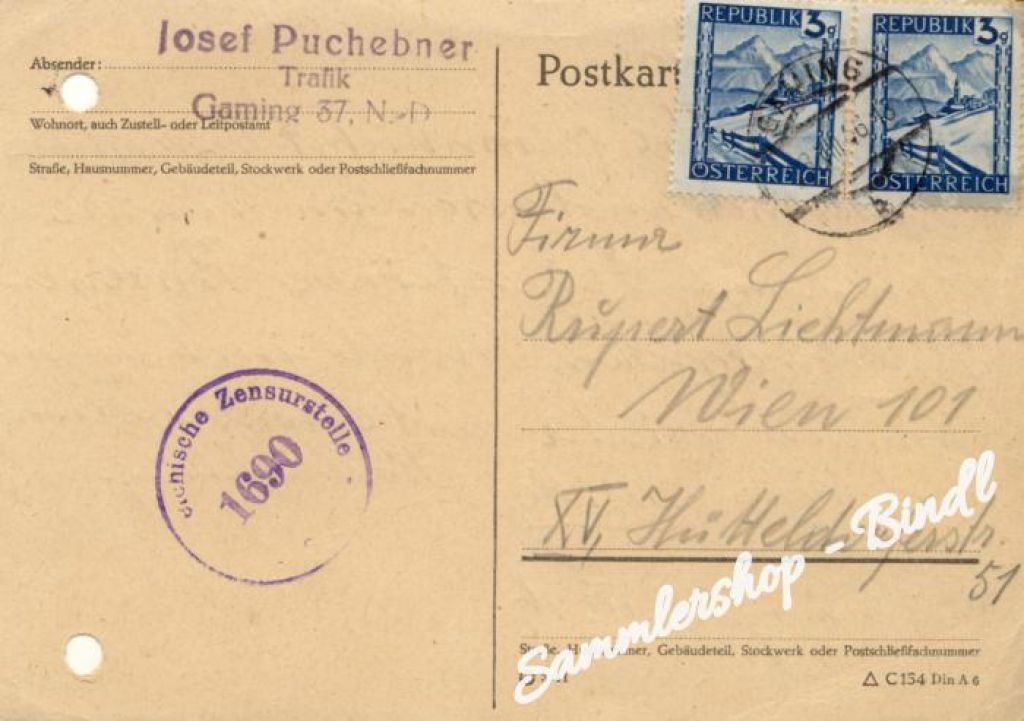 Josef Puchebner
Absender:
Trafik
Gaming 37, N.-D
Wohnort, auch Zustell- oder Leitpostamt
Straße, Hausnummer, Gebäudeteil, Stockwerk oder Postschließfachnummer
Postkart
REPUBLIK 3g
ÖSTERREICH
REPUBLIK 3g
ÖSTERREICH
GAMING
Firma
Rupert Lichtmann
Wien 101
XV, Hütteldorferstr.
51
Zensurstelle
1690
Sammlershop - Bindl
Gebäudeteil, Stockwerk oder Postschließfachnummer
C 154 Din A 6